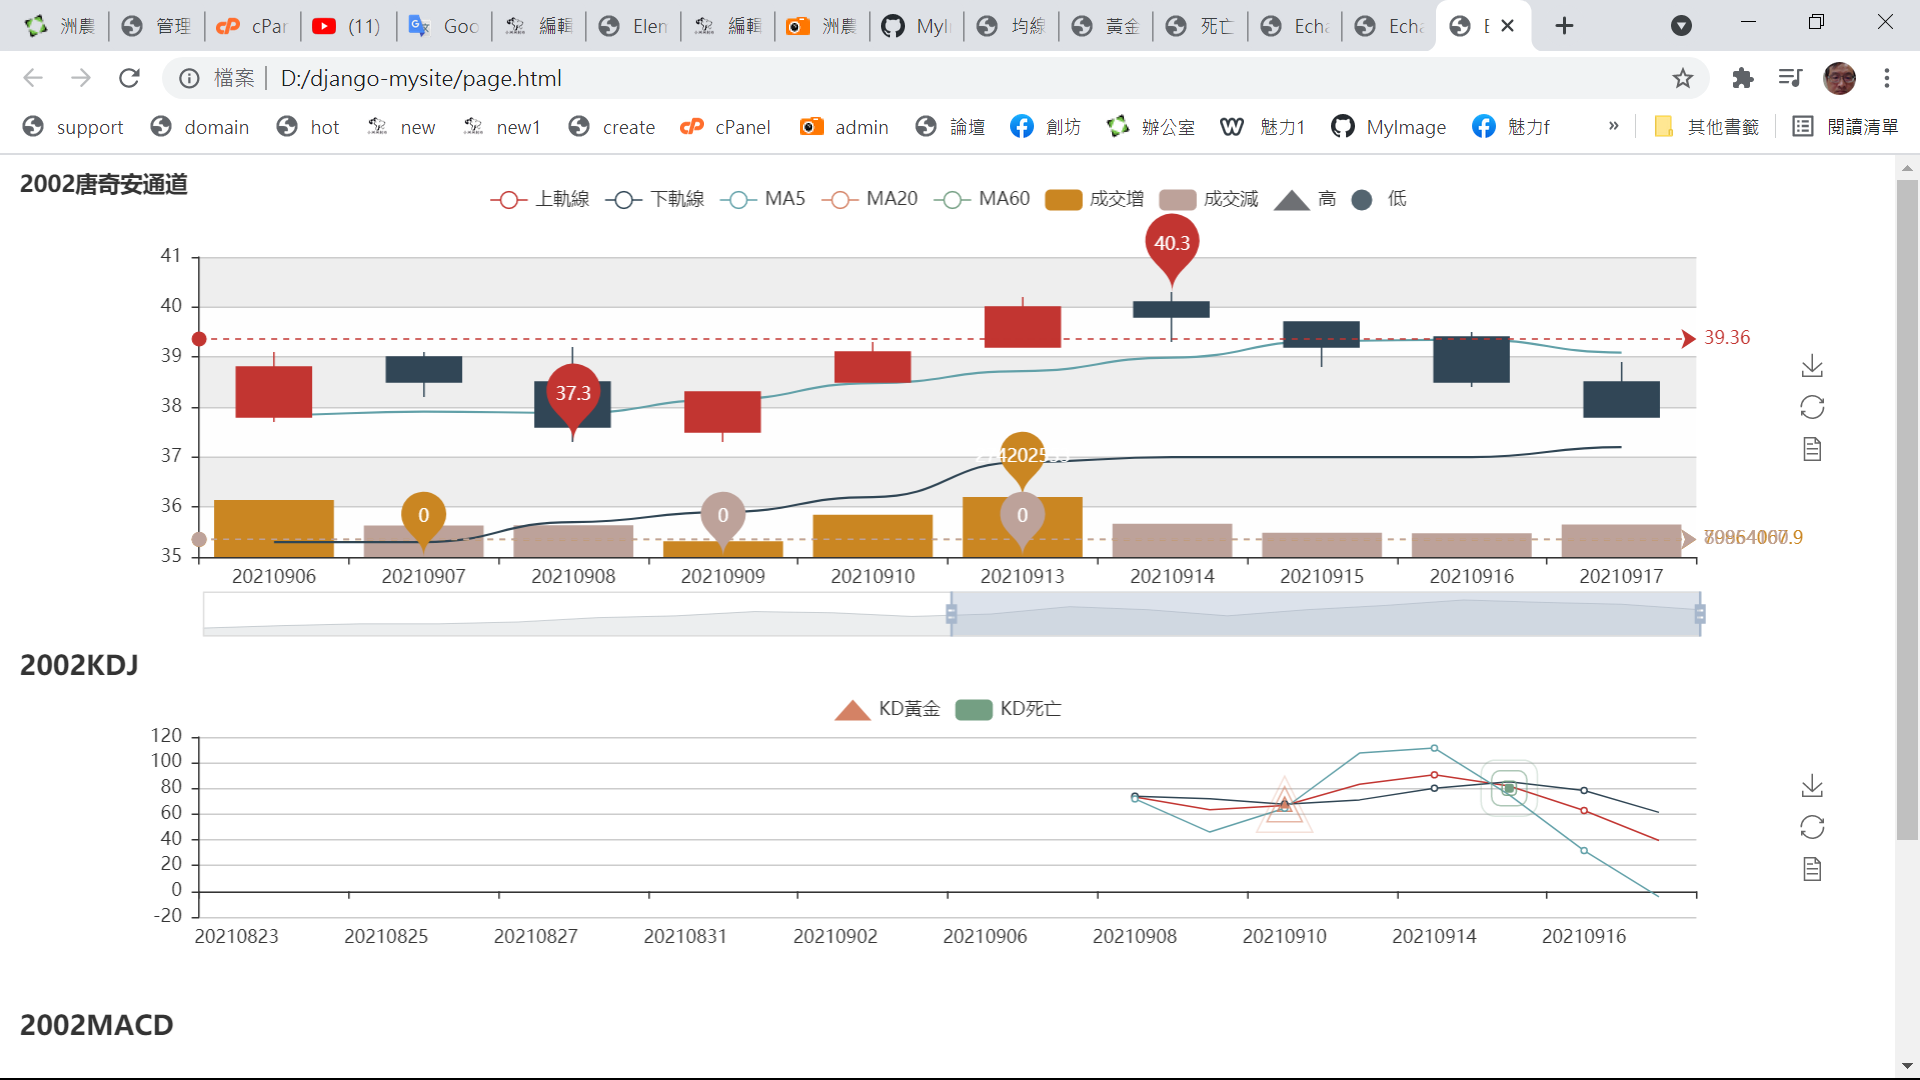 洲農 管理 cPan (11) Goo 編輯 Elen 編輯 洲農 MyI 均線 黃金 死亡 Echa Echa E
檔案 D:/django-mysite/page.html
support domain hot new new1 create cPanel admin 論壇 創坊 辦公室 魅力1 MyImage 魅力f » 其他書籤 閱讀清單
2002唐奇安通道
上軌線 下軌線 MA5 MA20 MA60 成交增 成交減 高 低
40.3
41
40
39.36
39
37.3
38
37
36
0 0 0
35
20210906 20210907 20210908 20210909 20210910 20210913 20210914 20210915 20210916 20210917
2002KDJ
KD黃金 KD死亡
120
100
80
60
40
20
0
-20
20210823 20210825 20210827 20210831 20210902 20210906 20210908 20210910 20210914 20210916
2002MACD